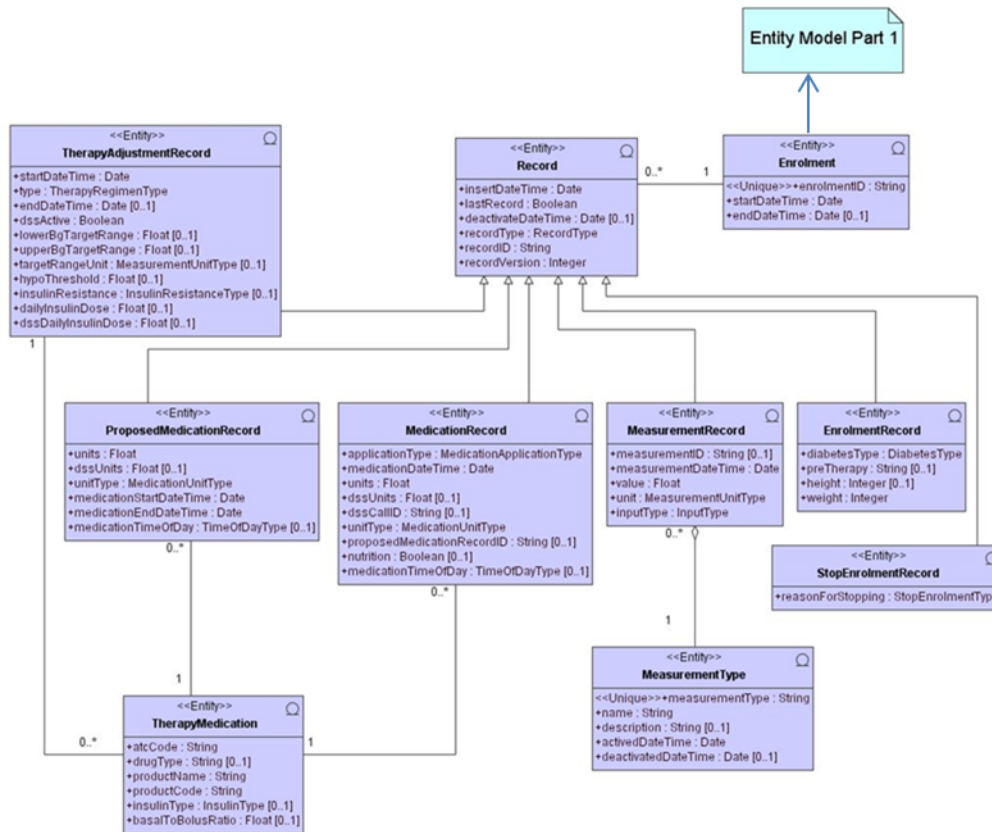 Entity Model Part 1
<<Entity>>
TherapyAdjustmentRecord
+startDateTime : Date
+type : TherapyRegimenType
+endDateTime : Date [0..1]
+dssActive : Boolean
+lowerBgTargetRange : Float [0..1]
+upperBgTargetRange : Float [0..1]
+targetRangeUnit : MeasurementUnitType [0..1]
+hypoThreshold : Float [0..1]
+insulinResistance : InsulinResistanceType [0..1]
+dailyInsulinDose : Float [0..1]
+dssDailyInsulinDose : Float [0..1]
<<Entity>>
Record
+insertDateTime : Date
+lastRecord : Boolean
+deactivateDateTime : Date [0..1]
+recordType : RecordType
+recordID : String
+recordVersion : Integer
0..*
1
<<Entity>>
Enrolment
<<Unique>>+enrolmentID : String
+startDateTime : Date
+endDateTime : Date [0..1]
1
<<Entity>>
ProposedMedicationRecord
+units : Float
+dssUnits : Float [0..1]
+unitType : MedicationUnitType
+medicationStartDateTime : Date
+medicationEndDateTime : Date
+medicationTimeOfDay : TimeOfDayType [0..1]
0..*
<<Entity>>
MedicationRecord
+applicationType : MedicationApplicationType
+medicationDateTime : Date
+units : Float
+dssUnits : Float [0..1]
+dssCallID : String [0..1]
+unitType : MedicationUnitType
+proposedMedicationRecordID : String [0..1]
+nutrition : Boolean [0..1]
+medicationTimeOfDay : TimeOfDayType [0..1]
0..*
<<Entity>>
MeasurementRecord
+measurementID : String [0..1]
+measurementDateTime : Date
+value : Float
+unit : MeasurementUnitType
+inputType : InputType
0..*
<<Entity>>
EnrolmentRecord
+diabetesType : DiabetesType
+preTherapy : String [0..1]
+height : Integer [0..1]
+weight : Integer
<<Entity>>
StopEnrolmentRecord
+reasonForStopping : StopEnrolmentTyp
1
<<Entity>>
MeasurementType
<<Unique>>+measurementType : String
+name : String
+description : String [0..1]
+activedDateTime : Date
+deactivatedDateTime : Date [0..1]
1
0..*
1
<<Entity>>
TherapyMedication
+atcCode : String
+drugType : String [0..1]
+productName : String
+productCode : String
+insulinType : InsulinType [0..1]
+basalToBolusRatio : Float [0..1]